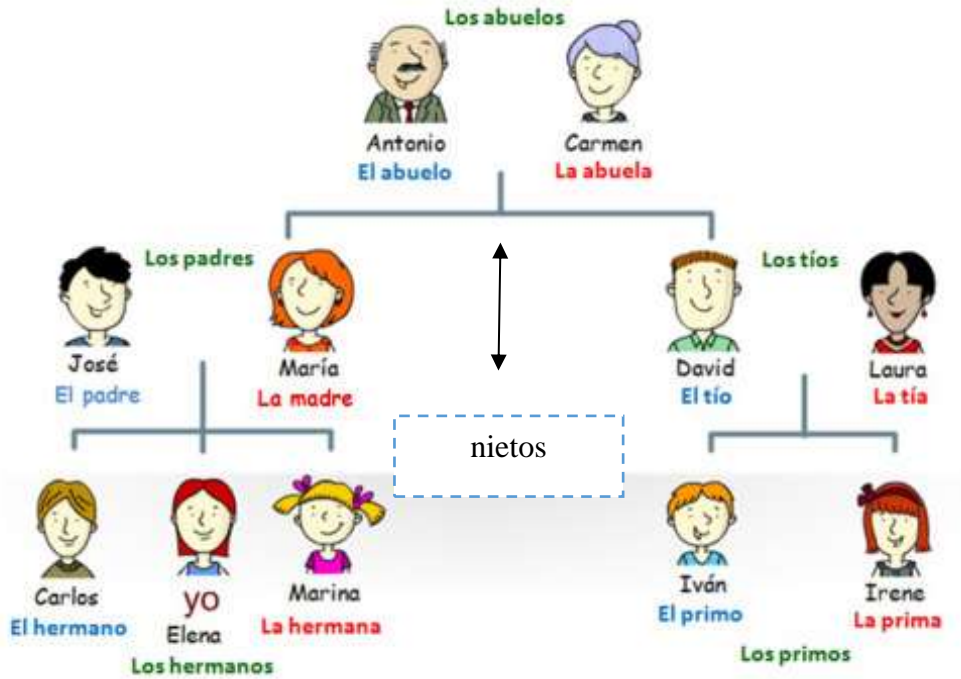 Los abuelos
Antonio
Carmen
El abuelo
La abuela
Los padres
Los tíos
José
María
David
Laura
El padre
La madre
El tío
La tía
nietos
Carlos
yo
Marina
Iván
Irene
El hermano
Elena
La hermana
El primo
La prima
Los hermanos
Los primos